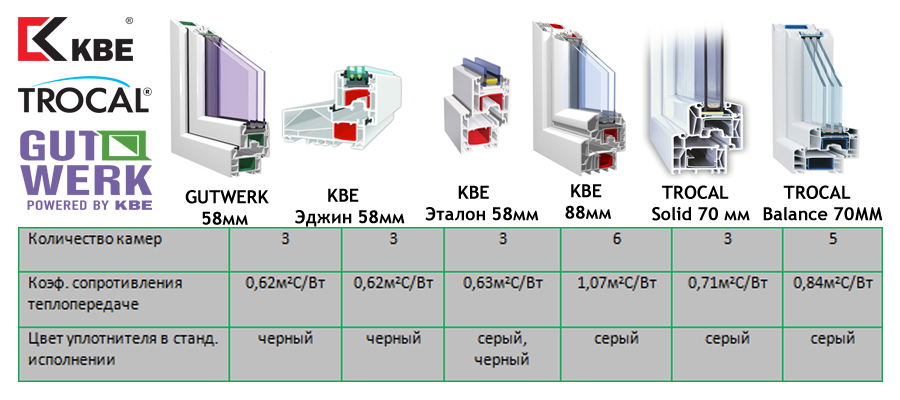 KBE®
TROCAL®
GUT
WERK
POWERED BY KBE
GUTWERK
58мм
KBE
Эджин 58мм
KBE
Эталон 58мм
KBE
88мм
TROCAL
Solid 70 мм
TROCAL
Balance 70ММ
Количество камер 3 3 3 6 3 5
Коэф. сопротивления
теплопередаче 0,62м²С/Вт 0,62м²С/Вт 0,63м²С/Вт 1,07м²С/Вт 0,71м²С/Вт 0,84м²С/Вт
Цвет уплотнителя в станд.
исполнении черный черный серый, черный серый серый серый